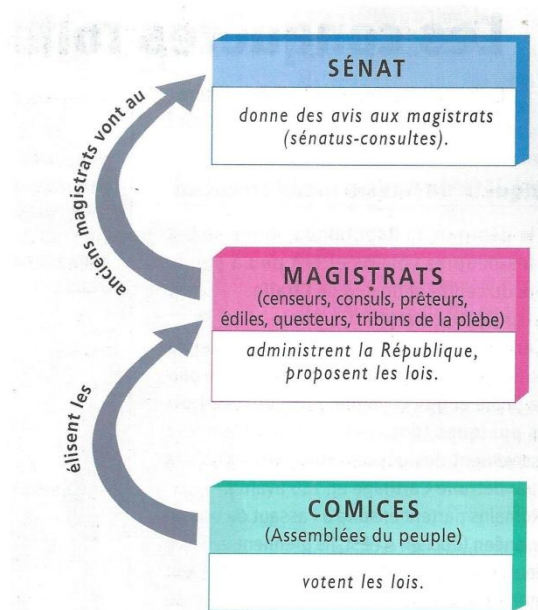 SÉNAT
donne des avis aux magistrats
(sénatus-consultes).
anciens magistrats vont au
MAGISTRATS
(censeurs, consuls, prêteurs,
édiles, questeurs, tribuns de la plèbe)
administrent la République,
proposent les lois.
élisent les
COMICES
(Assemblées du peuple)
votent les lois.